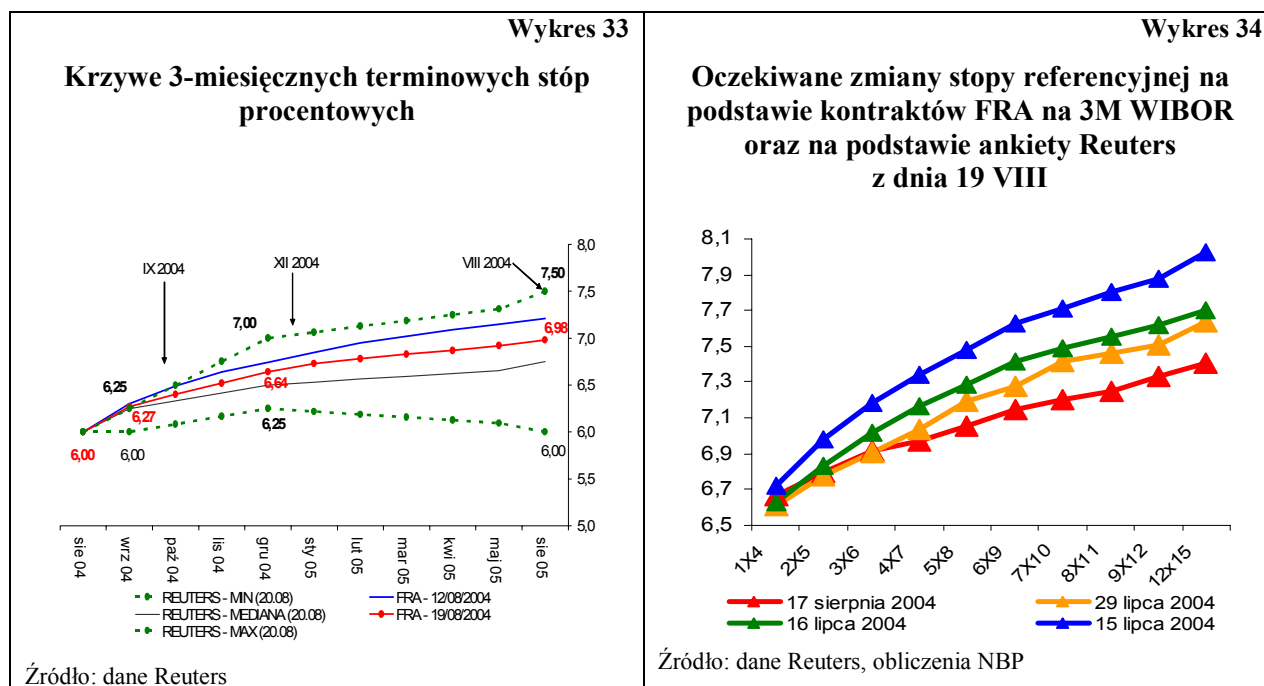 Wykres 33
Krzywe 3-miesięcznych terminowych stóp
procentowych
8,0
7,5
7,0
6,5
6,0
5,5
5,0
IX 2004
XII 2004
VIII 2004
7,50
7,00
6,98
6,25
6,64
6,27
6,25
6,00
6,00
6,00
sie 04
wrz 04
paź 04
lis 04
gru 04
sty 05
lut 05
mar 05
kwi 05
maj 05
sie 05
REUTERS - MIN (20.08)
FRA - 12/08/2004
REUTERS - MEDIANA (20.08)
FRA - 19/08/2004
REUTERS - MAX (20.08)
Źródło: dane Reuters
Wykres 34
Oczekiwane zmiany stopy referencyjnej na
podstawie kontraktów FRA na 3M WIBOR
oraz na podstawie ankiety Reuters
z dnia 19 VIII
8,1
7,9
7,7
7,5
7,3
7,1
6,9
6,7
6,5
1X4
2X5
3X6
4X7
5X8
6X9
7X10
8X11
9X12
12x15
17 sierpnia 2004
29 lipca 2004
16 lipca 2004
15 lipca 2004
Źródło: dane Reuters, obliczenia NBP